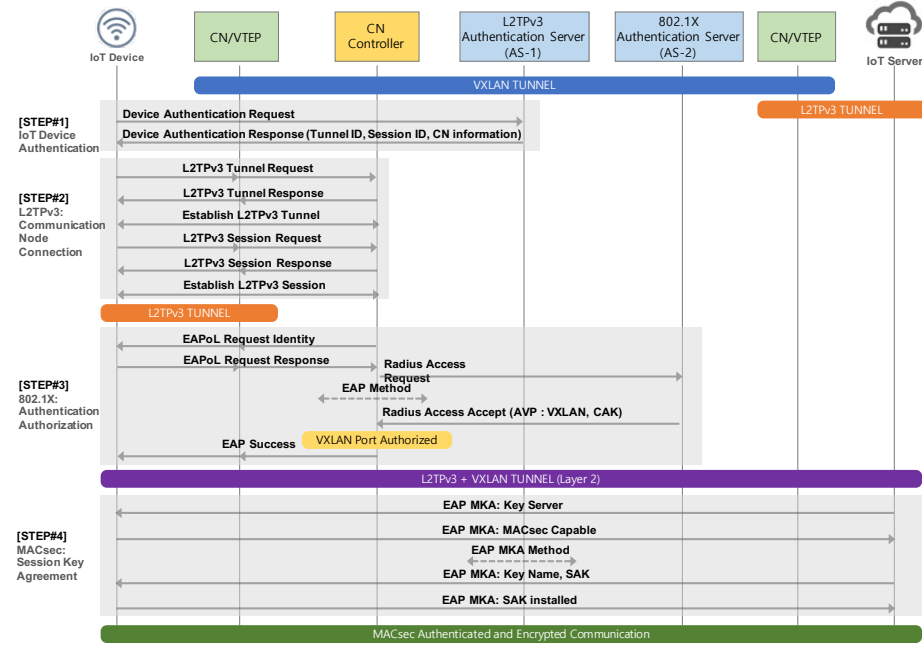 IoT Device
CN/VTEP
CN
Controller
L2TPv3
Authentication Server
(AS-1)
802.1X
Authentication Server
(AS-2)
CN/VTEP
IoT Server
VXLAN TUNNEL
L2TPv3 TUNNEL
[STEP#1]
IoT Device
Authentication
Device Authentication Request
Device Authentication Response (Tunnel ID, Session ID, CN information)
[STEP#2]
L2TPv3:
Communication
Node
Connection
L2TPv3 Tunnel Request
L2TPv3 Tunnel Response
Establish L2TPv3 Tunnel
L2TPv3 Session Request
L2TPv3 Session Response
Establish L2TPv3 Session
L2TPv3 TUNNEL
[STEP#3]
802.1X:
Authentication
Authorization
EAPoL Request Identity
EAPoL Request Response
Radius Access
Request
EAP Method
Radius Access Accept (AVP : VXLAN, CAK)
VXLAN Port Authorized
EAP Success
L2TPv3 + VXLAN TUNNEL (Layer 2)
[STEP#4]
MACsec:
Session Key
Agreement
EAP MKA: Key Server
EAP MKA: MACsec Capable
EAP MKA Method
EAP MKA: Key Name, SAK
EAP MKA: SAK installed
MACsec Authenticated and Encrypted Communication